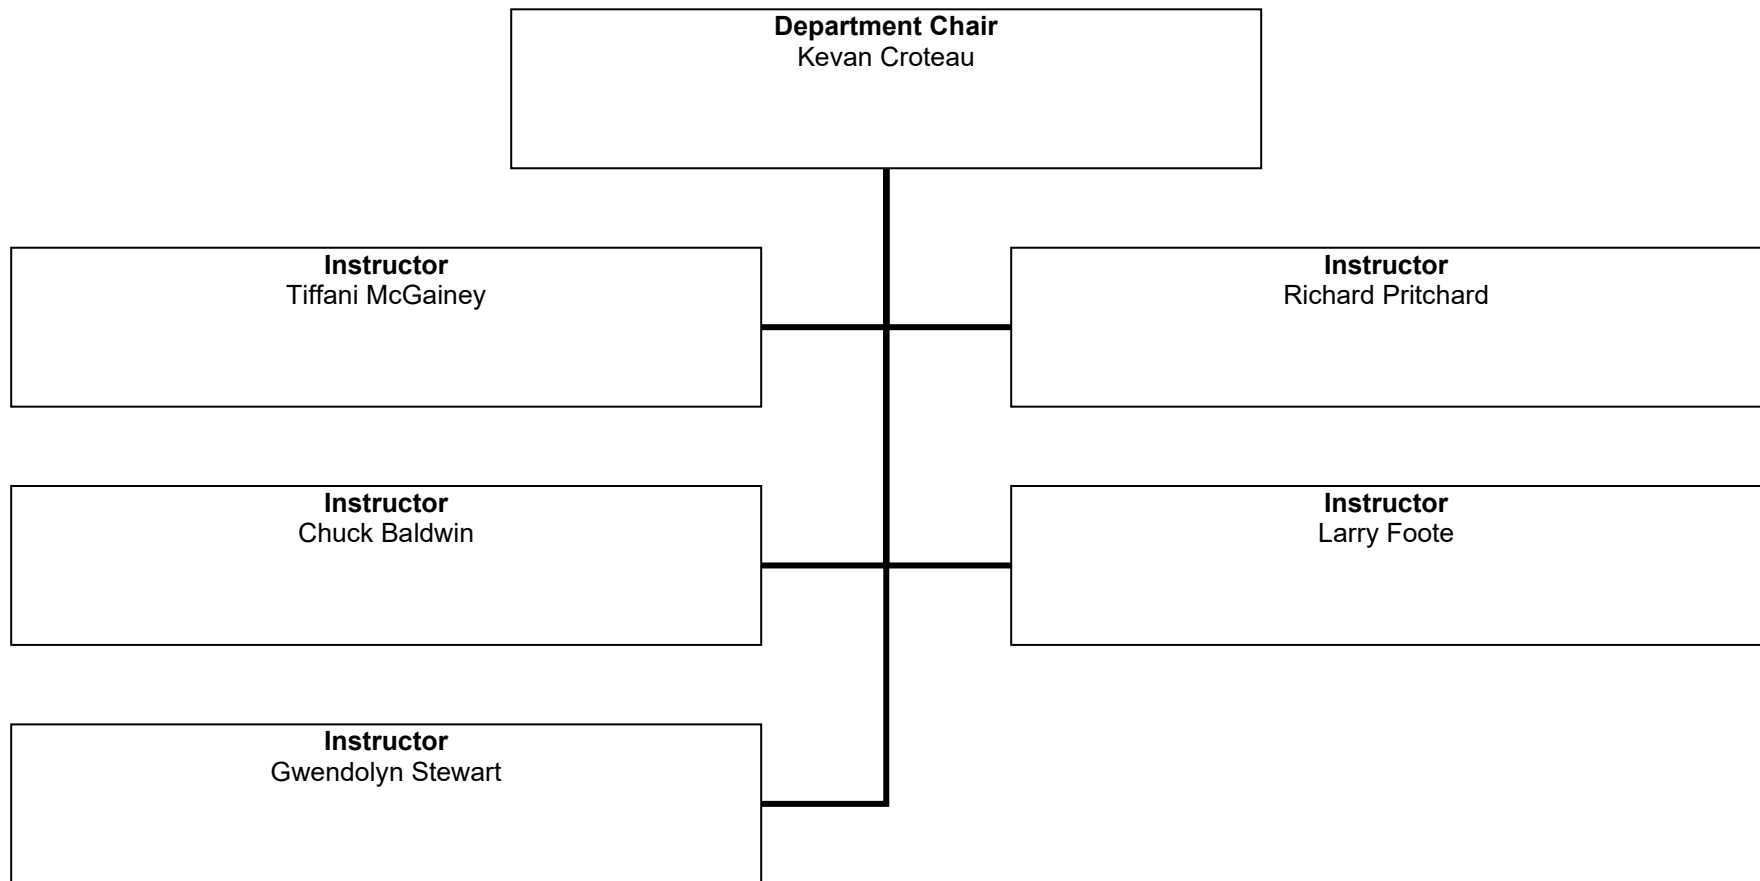 Department Chair
Kevan Croteau
Instructor
Tiffani McGainey
Instructor
Richard Pritchard
Instructor
Chuck Baldwin
Instructor
Larry Foote
Instructor
Gwendolyn Stewart